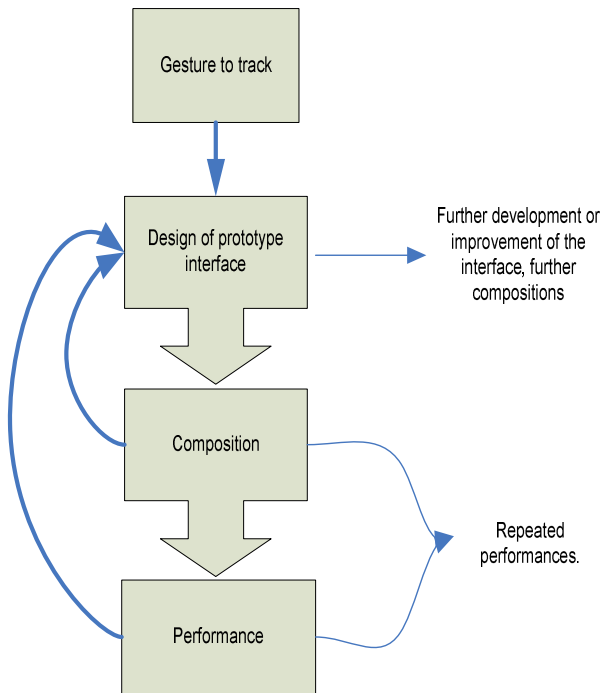 Gesture to track
Design of prototype
interface
Further development or
improvement of the
interface, further
compositions
Composition
Repeated
performances.
Performance